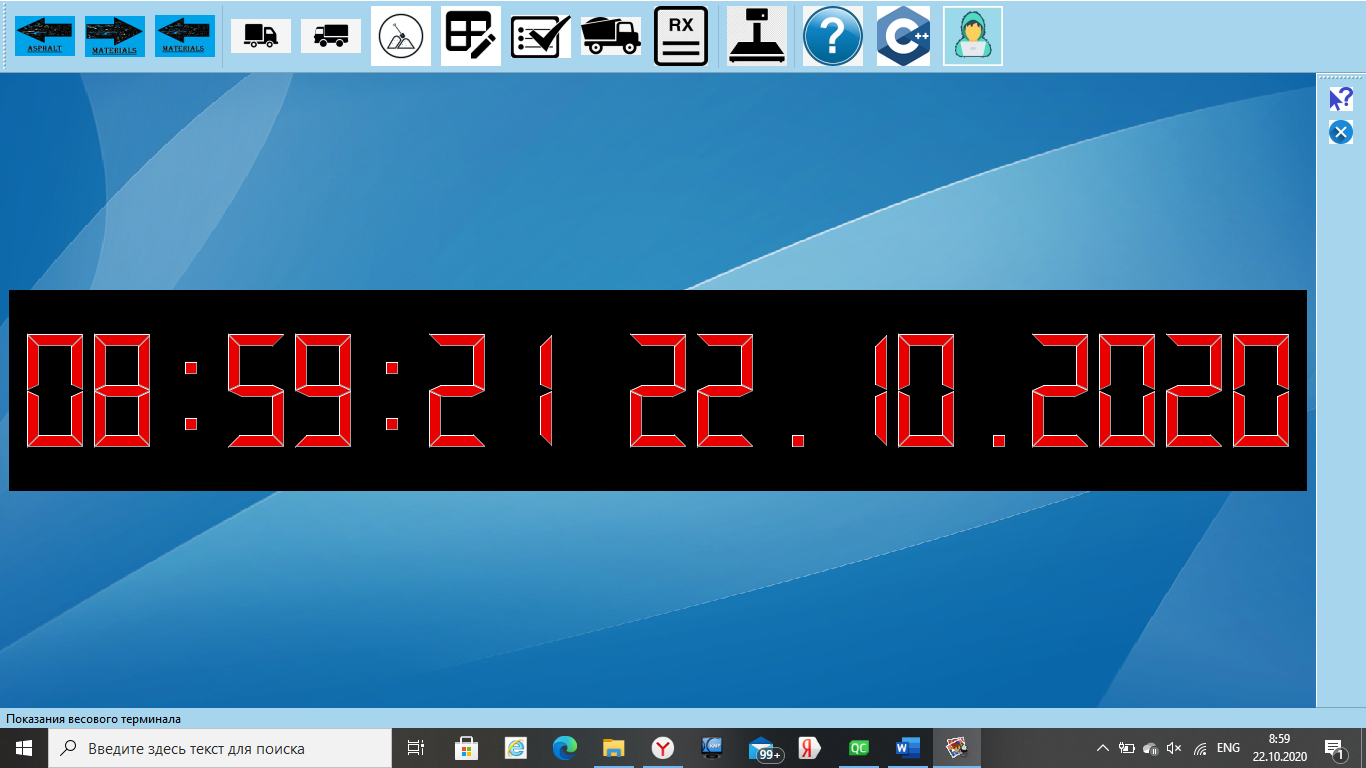 ASPHALT
MATERIALS
MATERIALS
RX
?
C++
?
08:59:21 22.10.2020
Показания весового терминала
Введите здесь текст для поиска
99+
QC
W
ENG
8:59
22.10.2020
1